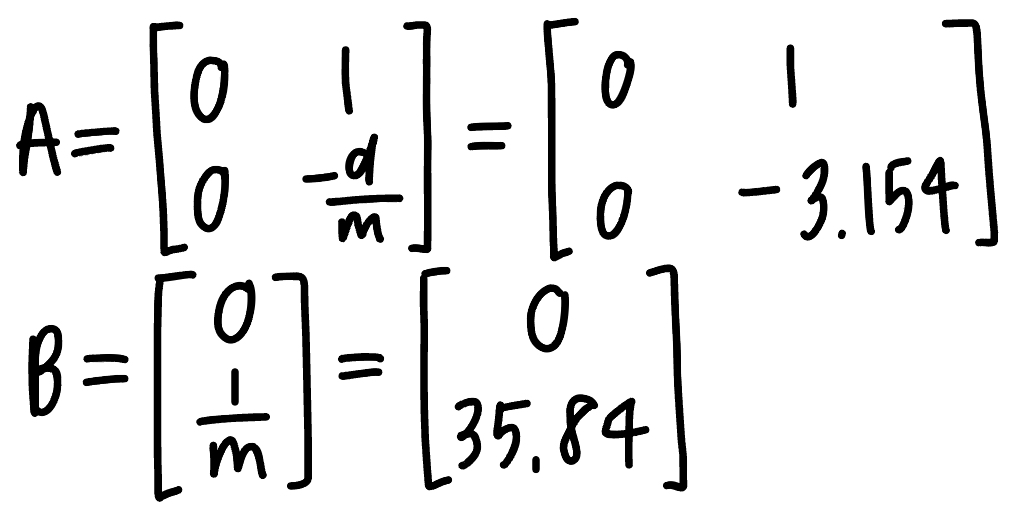 A = [0 1; 0 -d/m] = [0 1; 0 -3.154]
B = [0; 1/m] = [0; 35.84]